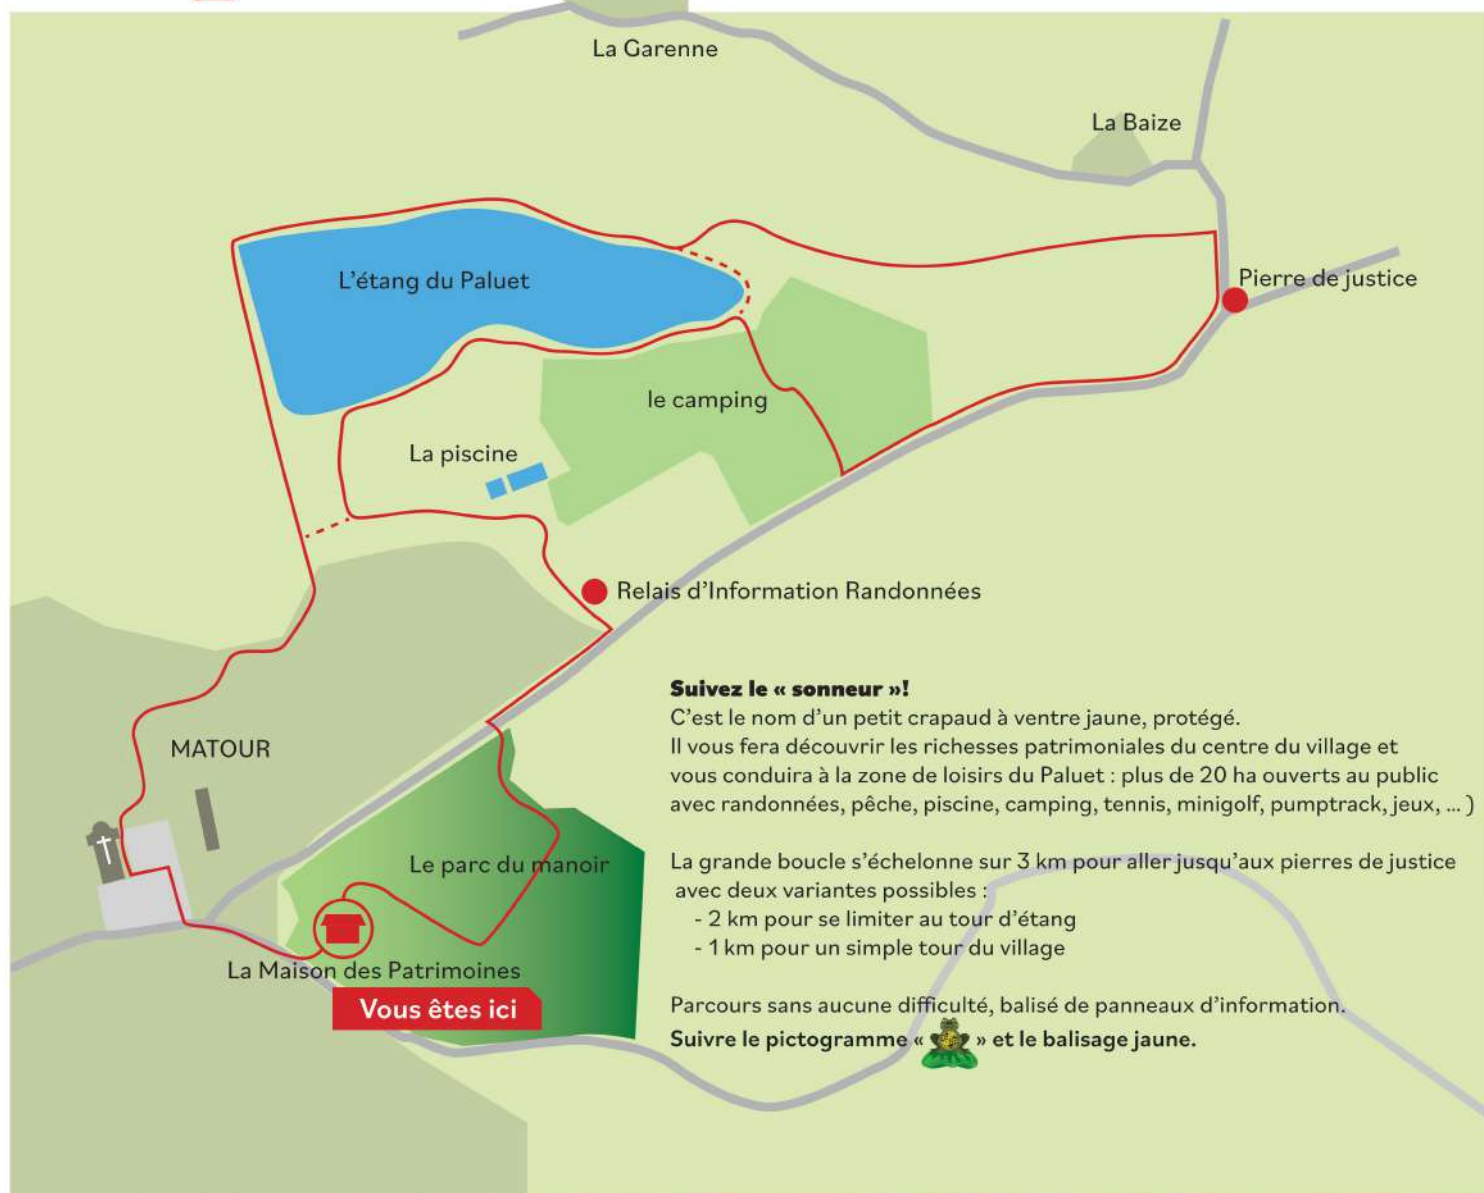 La Garenne
La Baize
L'étang du Paluet
Pierre de justice
le camping
La piscine
Relais d'Information Randonnées
Suivez le « sonneur »!
C'est le nom d'un petit crapaud à ventre jaune, protégé.
Il vous fera découvrir les richesses patrimoniales du centre du village et
vous conduira à la zone de loisirs du Paluet : plus de 20 ha ouverts au public
avec randonnées, pêche, piscine, camping, tennis, minigolf, pumptrack, jeux, ... )
MATOUR
Le parc du manoir
La grande boucle s'échelonne sur 3 km pour aller jusqu'aux pierres de justice
avec deux variantes possibles :
- 2 km pour se limiter au tour d'étang
- 1 km pour un simple tour du village
La Maison des Patrimoines
Vous êtes ici
Parcours sans aucune difficulté, balisé de panneaux d'information.
Suivre le pictogramme « » et le balisage jaune.